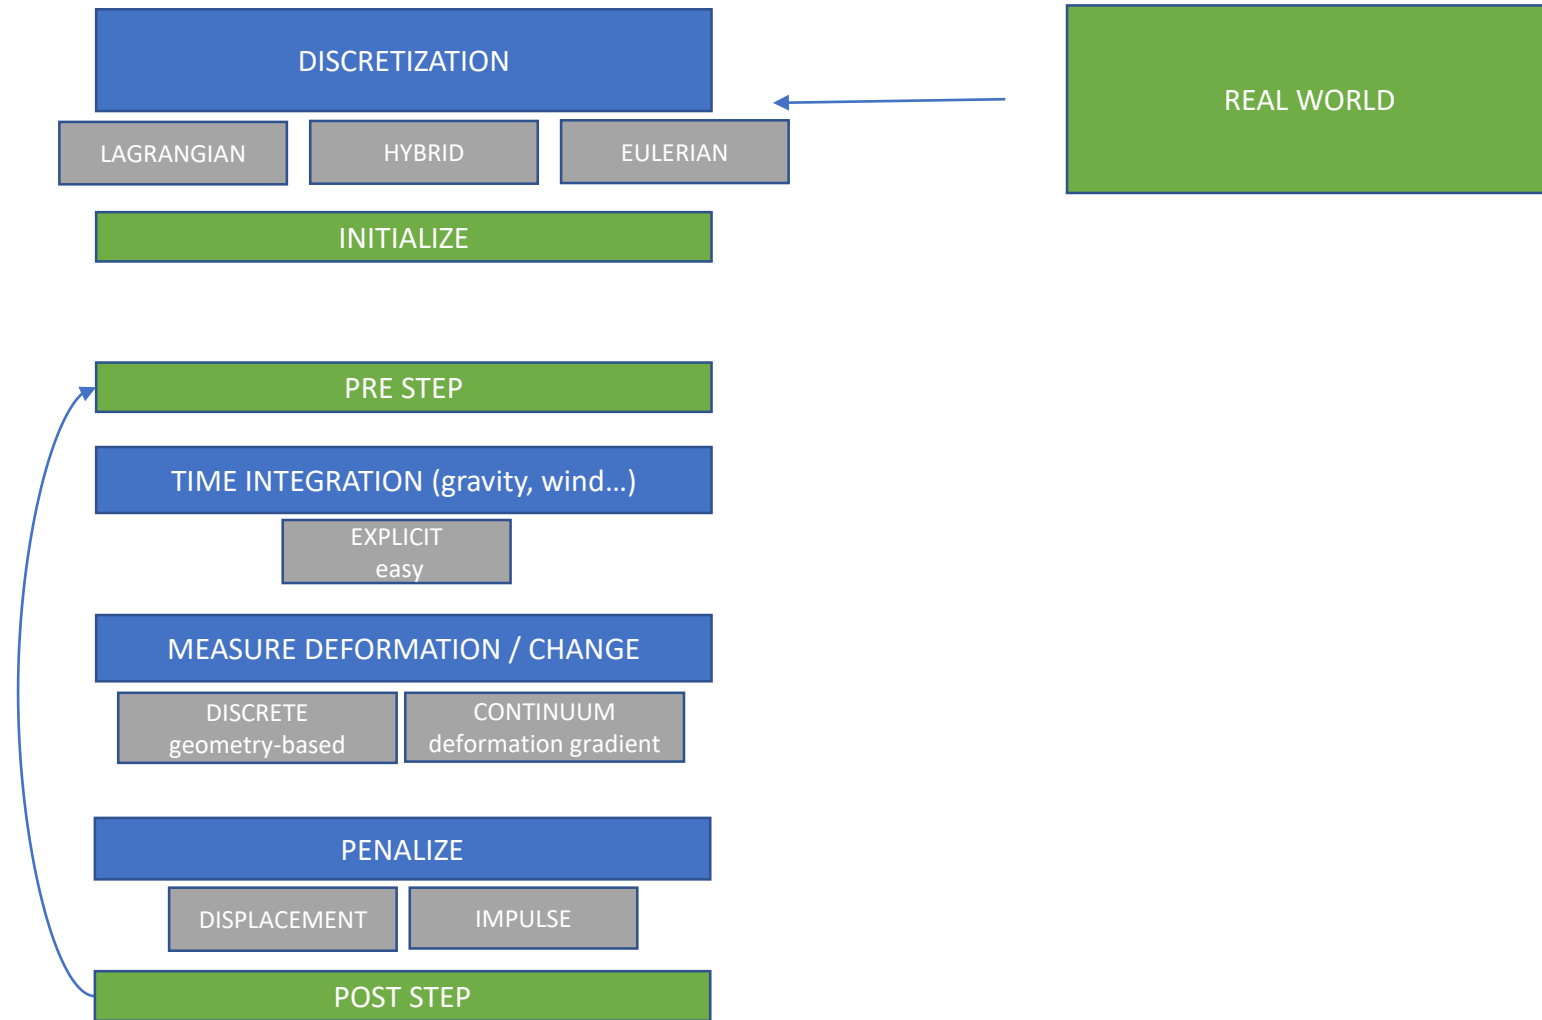 DISCRETIZATION
REAL WORLD
LAGRANGIAN
HYBRID
EULERIAN
INITIALIZE
PRE STEP
TIME INTEGRATION (gravity, wind...)
EXPLICIT
easy
MEASURE DEFORMATION / CHANGE
DISCRETE
geometry-based
CONTINUUM
deformation gradient
PENALIZE
DISPLACEMENT
IMPULSE
POST STEP